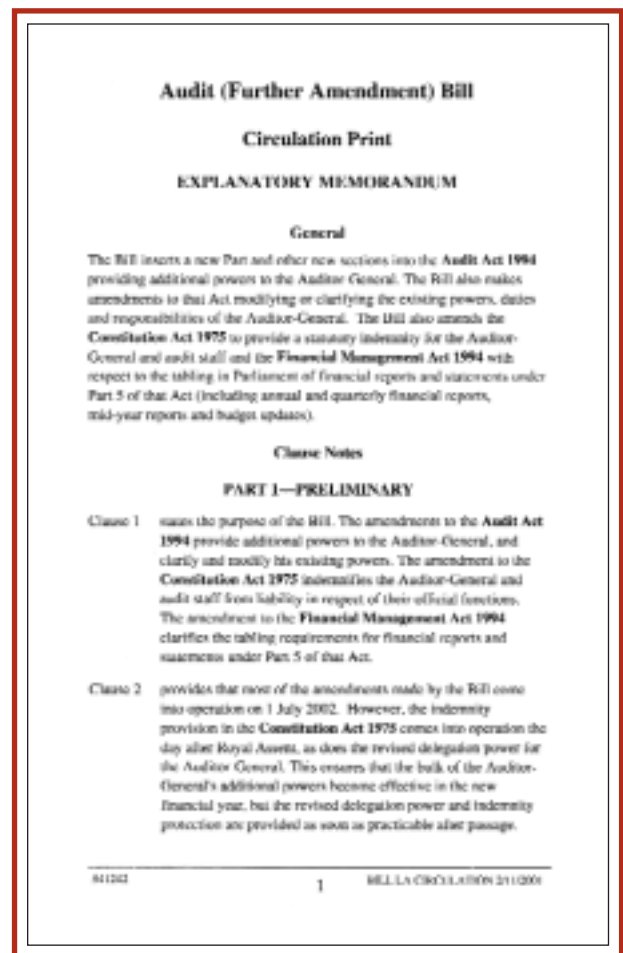 Audit (Further Amendment) Bill
Circulation Print
EXPLANATORY MEMORANDUM
General
The Bill inserts a new Part and other new sections into the Audit Act 1994
providing additional powers to the Auditor-General. The Bill also makes
amendments to that Act modifying or clarifying the existing powers, duties
and responsibilities of the Auditor-General. The Bill also amends the
Constitution Act 1975 to provide a statutory indemnity for the Auditor-
General and audit staff and the Financial Management Act 1994 with
respect to the tabling in Parliament of financial reports and statements under
Part 5 of that Act (including annual and quarterly financial reports,
mid-year reports and budget updates).
Clause Notes
PART 1—PRELIMINARY
Clause 1 states the purpose of the Bill. The amendments to the Audit Act
1994 provide additional powers to the Auditor-General, and
clarify and modify his existing powers. The amendment to the
Constitution Act 1975 indemnifies the Auditor-General and
audit staff from liability in respect of their official functions.
The amendment to the Financial Management Act 1994
clarifies the tabling requirements for financial reports and
statements under Part 5 of that Act.
Clause 2 provides that most of the amendments made by the Bill come
into operation on 1 July 2002. However, the indemnity
provision in the Constitution Act 1975 comes into operation the
day after Royal Assent, as does the revised delegation power for
the Auditor-General. This ensures that the bulk of the Auditor-
General's additional powers become effective in the new
financial year, but the revised delegation power and indemnity
protection are provided as soon as practicable after passage.
541242
1
BILL LA CIRCULATION 2/11/2001